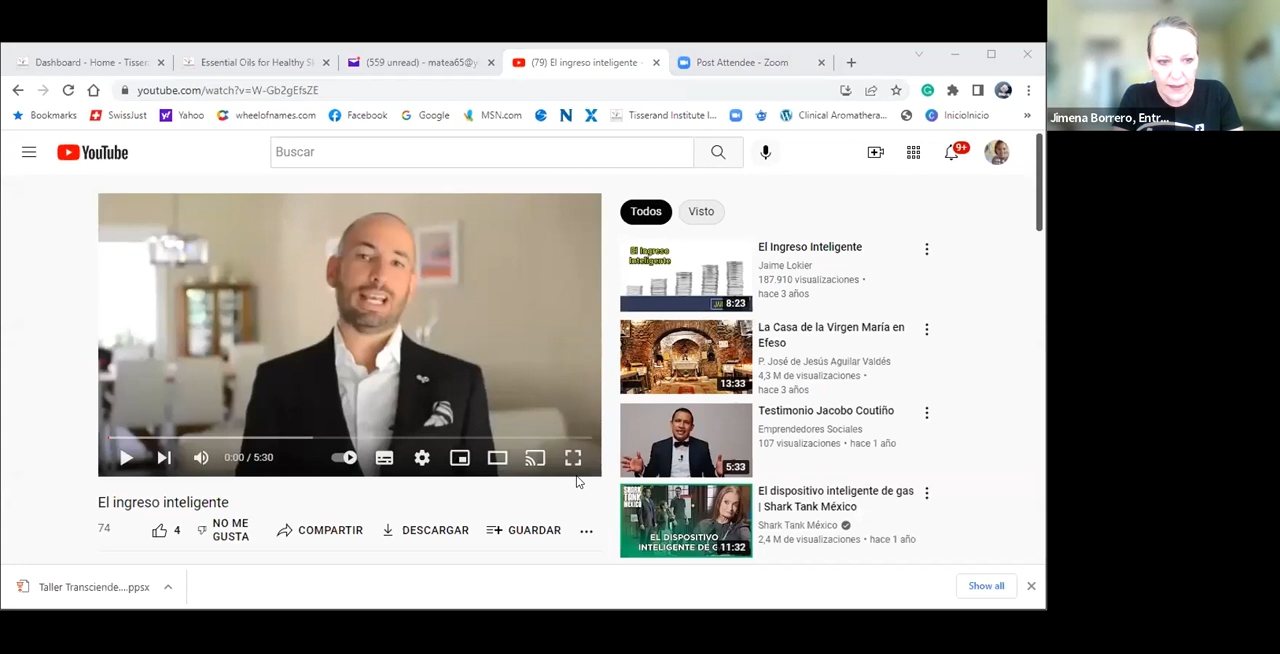 Dashboard - Home - Tisser
Essential Oils for Healthy Sk
(559 unread) - matea65@y
(79) El ingreso inteligente -
Post Attendee - Zoom
youtube.com/watch?v=W-Gb2gEfsZE
Bookmarks
SwissJust
Yahoo
wheelofnames.com
Facebook
Google
MSN.com
Tisserand Institute I...
Clinical Aromathera...
InicioInicio
»
Jimena Borrero, Entr...
YouTube
Buscar
9+
Todos
Visto
El ingreso
Inteligente
8:23
El Ingreso Inteligente
Jaime Lokier
187.910 visualizaciones •
hace 3 años
13:33
La Casa de la Virgen María en
Efeso
P. José de Jesús Aguilar Valdés
4,3 M de visualizaciones •
hace 3 años
5:33
Testimonio Jacobo Coutiño
Emprendedores Sociales
107 visualizaciones • hace 1 año
SHARK
TANK
MÉXICO
EL DISPOSITIVO
INTELIGENTE DE G
11:32
El dispositivo inteligente de gas
| Shark Tank México
Shark Tank México
2,4 M de visualizaciones • hace 1 año
0:00 / 5:30
El ingreso inteligente
74
4
NO ME
GUSTA
COMPARTIR
DESCARGAR
GUARDAR
Taller Transciende....ppsx
Show all